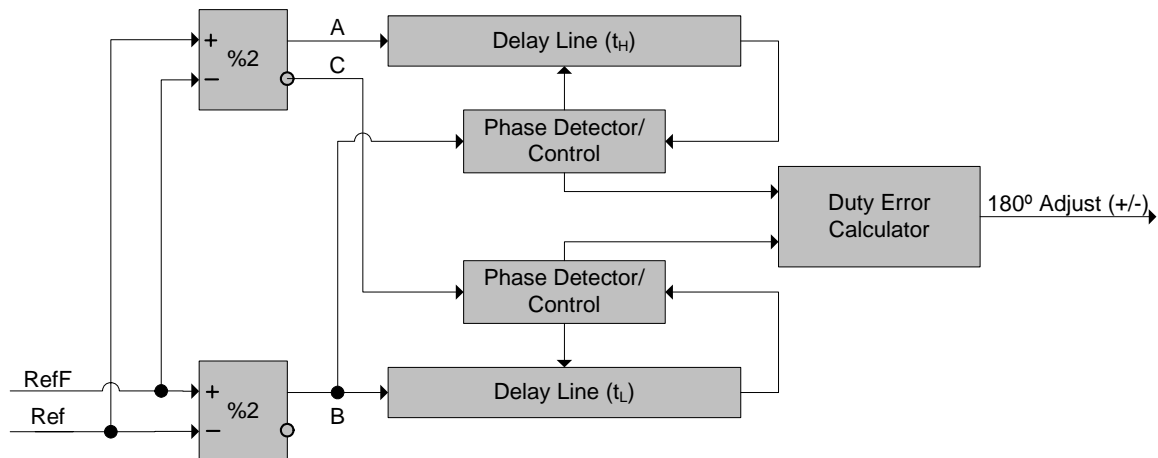 A
C
+
−
%2
Delay Line (tH)
Phase Detector/
Control
Duty Error
Calculator
180º Adjust (+/-)
Phase Detector/
Control
RefF
Ref
+
−
%2
B
Delay Line (tL)